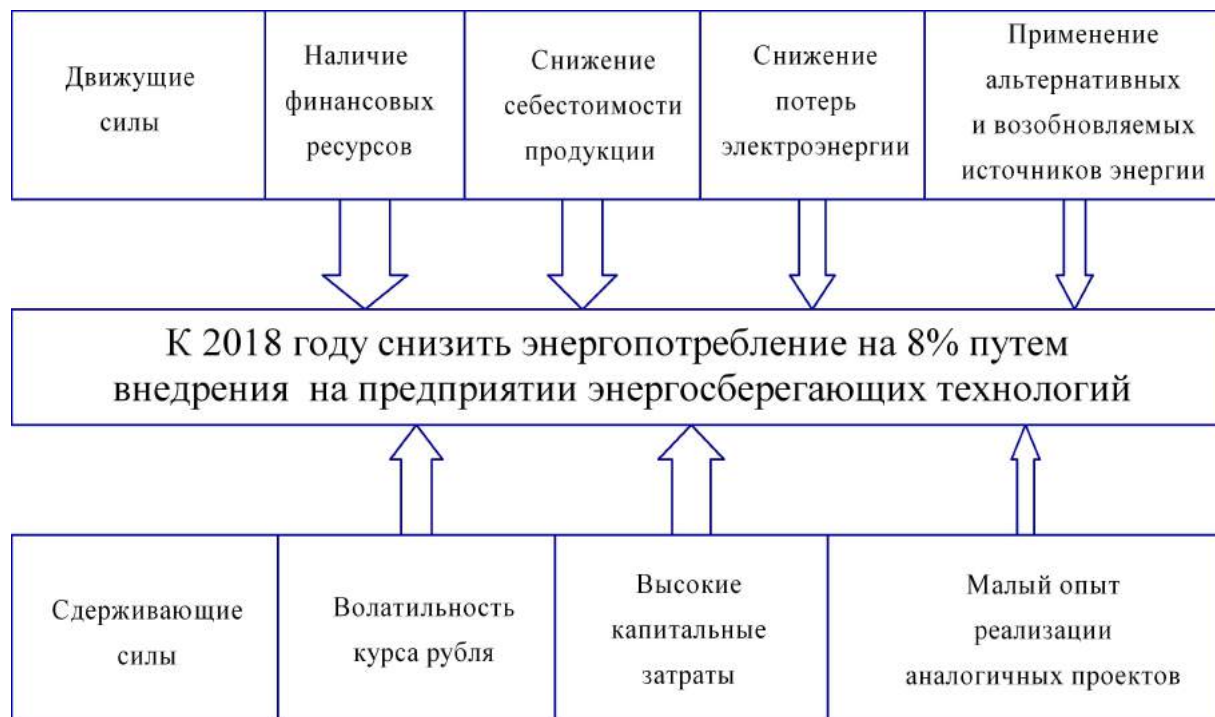 Движущие
силы
Наличие
финансовых
ресурсов
Снижение
себестоимости
продукции
Снижение
потерь
электроэнергии
Применение
альтернативных
и возобновляемых
источников энергии
К 2018 году снизить энергопотребление на 8% путем
внедрения на предприятии энергосберегающих технологий
Сдерживающие
силы
Волатильность
курса рубля
Высокие
капитальные
затраты
Малый опыт
реализации
аналогичных проектов